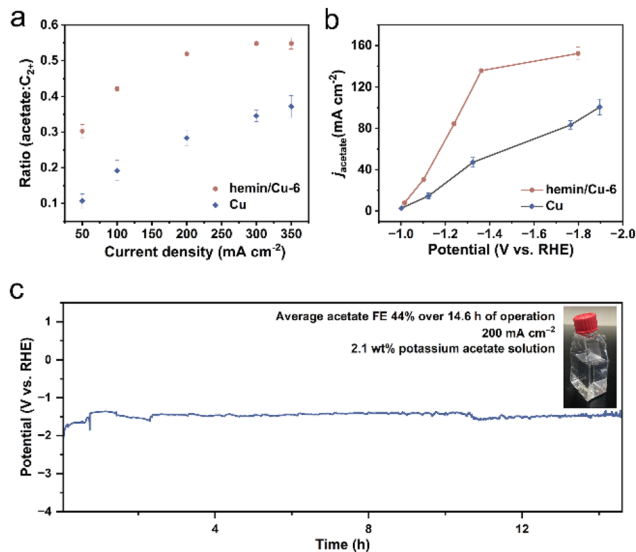 a
Ratio (acetate:C2+)
0.6
0.5
0.4
0.3
0.2
0.1
hemin/Cu-6
Cu
50 100 150 200 250 300 350 400
Current density (mA cm−2)
b
jacetate(mA cm−2)
160
120
80
40
0
hemin/Cu-6
Cu
−1.0 −1.2 −1.4 −1.6 −1.8 −2.0
Potential (V vs. RHE)
c
Potential (V vs. RHE)
1
0
−1
−2
−3
−4
Average acetate FE 44% over 14.6 h of operation
200 mA cm−2
2.1 wt% potassium acetate solution
4 8 12
Time (h)